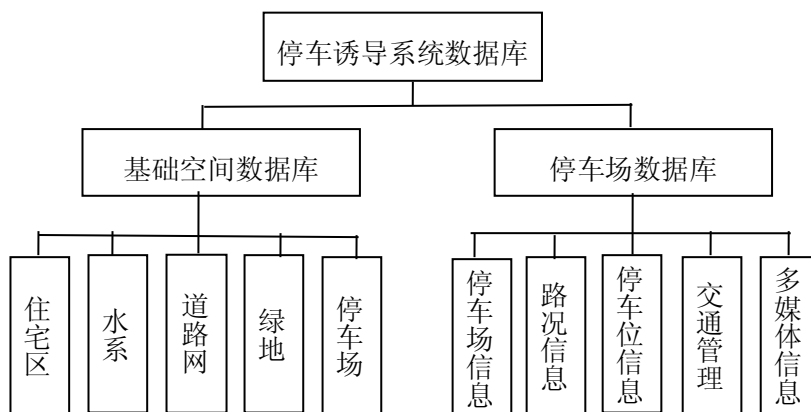 停车诱导系统数据库
基础空间数据库
停车场数据库
住宅区
水系
道路网
绿地
停车场
停车场信息
路况信息
停车位信息
交通管理
多媒体信息